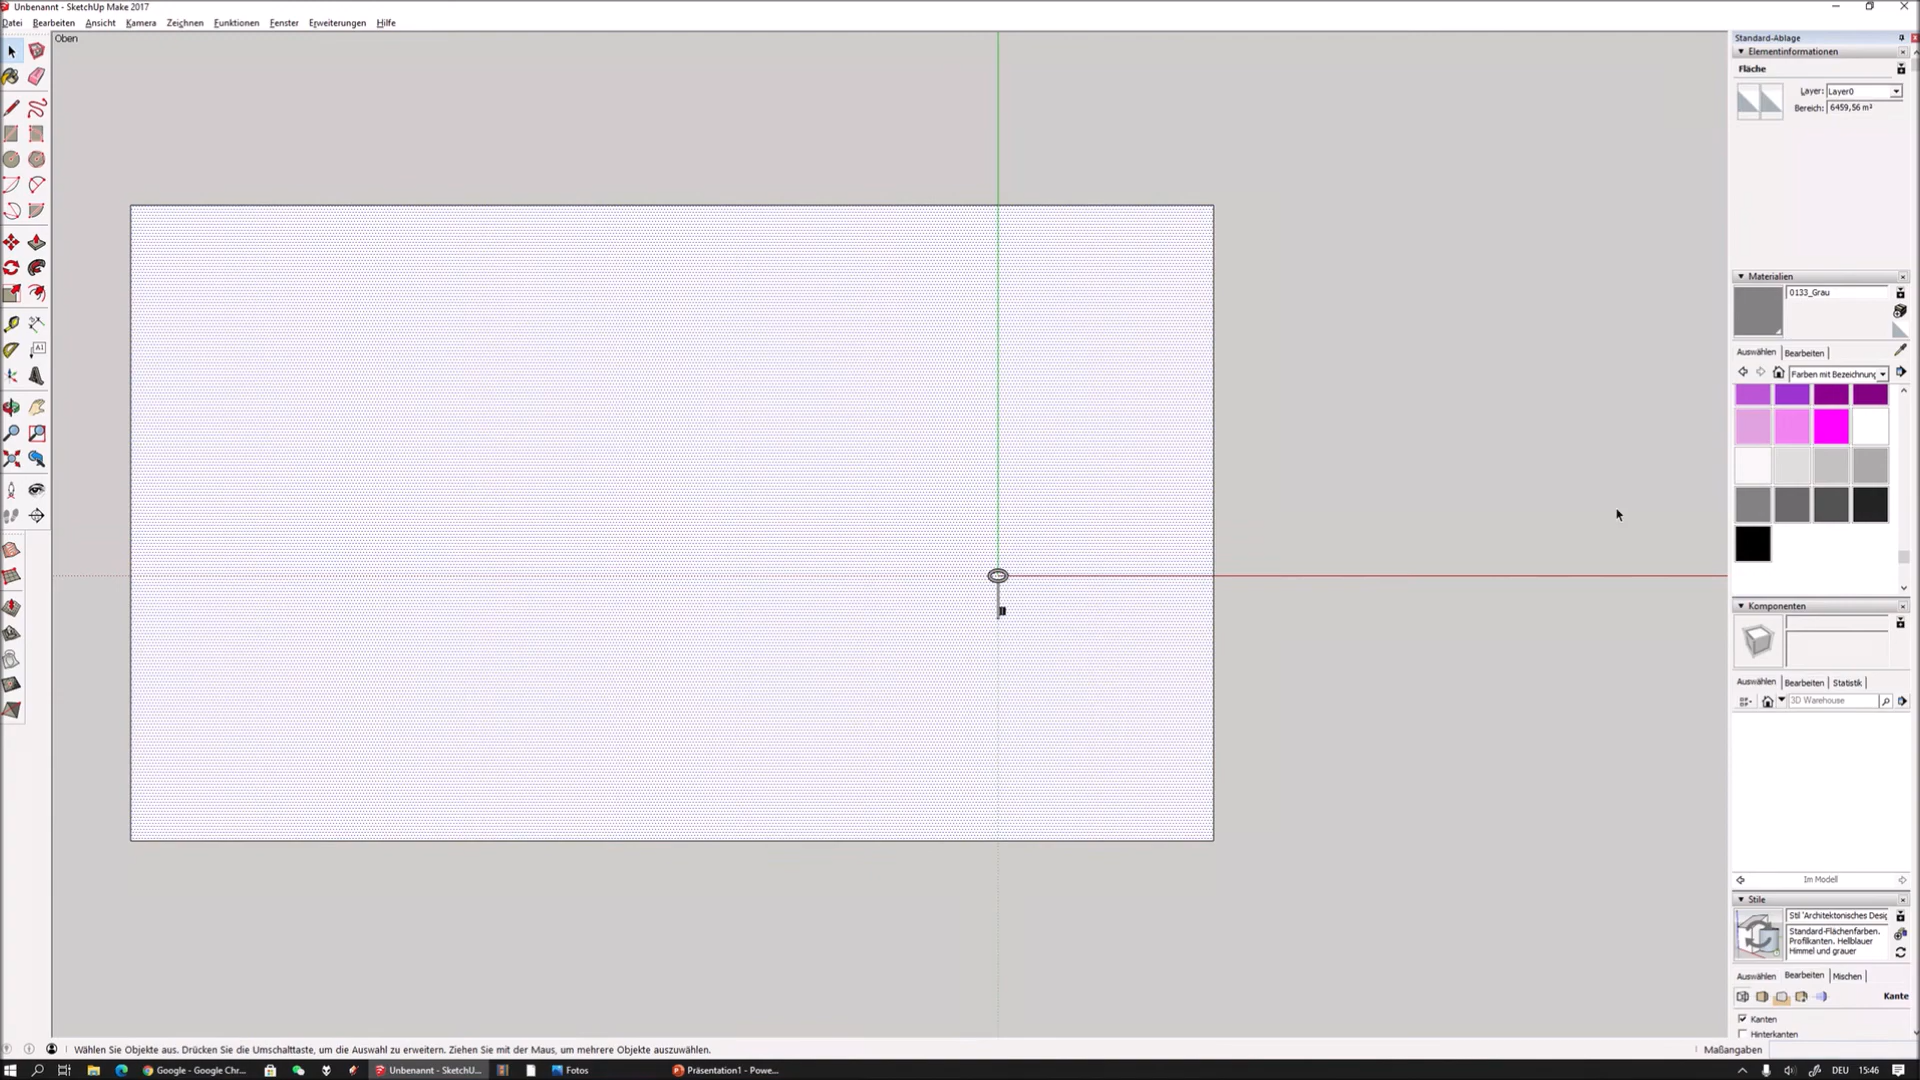 Unbenannt - SketchUp Make 2017
Datei Bearbeiten Ansicht Kamera Zeichnen Funktionen Fenster Erweiterungen Hilfe
Oben
Standard-Ablage
Elementinformationen
Fläche
Layer: Layer0
Bereich: 6459,56 m²
Materialien
0133_Grau
Auswählen Bearbeiten
Farben mit Bezeichnung
Komponenten
Auswählen Bearbeiten Statistik
3D Warehouse
Im Modell
Stile
Stil 'Architektonisches Desig
Standard-Flächenfarben.
Profilkanten. Hellblauer
Himmel und grauer
Auswählen Bearbeiten Mischen
Kante
Kanten
Hinterkanten
Wählen Sie Objekte aus. Drücken Sie die Umschalttaste, um die Auswahl zu erweitern. Ziehen Sie mit der Maus, um mehrere Objekte auszuwählen.
Maßangaben
Google - Google Chr...
Unbenannt - SketchU...
Fotos
Präsentation1 - Powe...
DEU
15:46